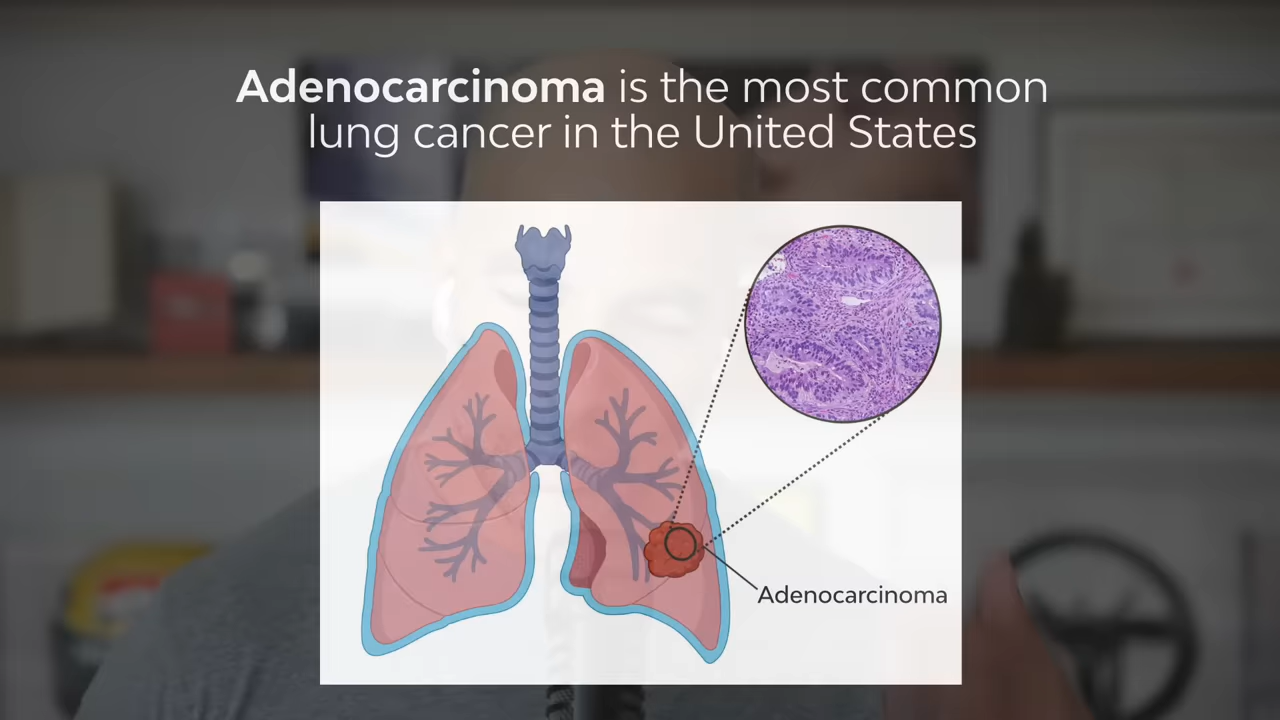 Adenocarcinoma is the most common
lung cancer in the United States
Adenocarcinoma